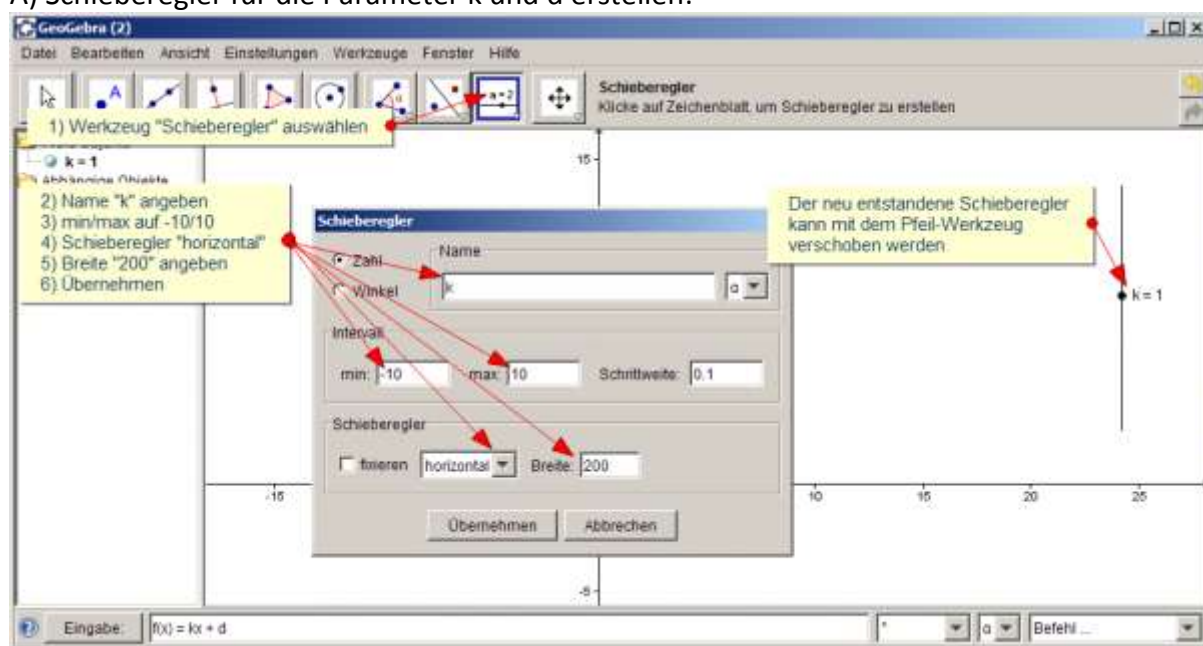 A) Schieberegler für die Parameter k und d erstellen:
GeoGebra (2)
Datei Bearbeiten Ansicht Einstellungen Werkzeuge Fenster Hilfe
A
α
a = 2
Schieberegler
Klicke auf Zeichenblatt, um Schieberegler zu erstellen
1) Werkzeug "Schieberegler" auswählen
k = 1
Abhängige Objekte
2) Name "k" angeben
3) min/max auf -10/10
4) Schieberegler "horizontal"
5) Breite "200" angeben
6) Übernehmen
Schieberegler
Zahl
Winkel
Name
k
α
Intervall
min: -10 max: 10 Schrittweite: 0.1
Schieberegler
fixieren horizontal Breite: 200
Übernehmen Abbrechen
Der neu entstandene Schieberegler
kann mit dem Pfeil-Werkzeug
verschoben werden
k = 1
15
-15 10 15 20 25
-5
Eingabe: f(x) = kx + d ° α Befehl ...